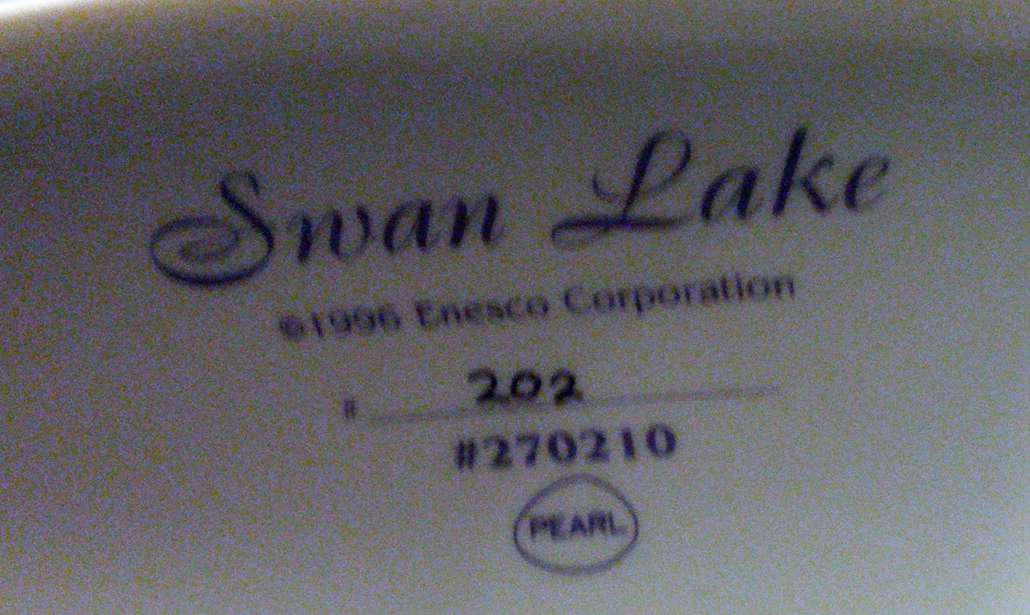 Swan Lake
©1996 Enesco Corporation
# 202
#270210
PEARL